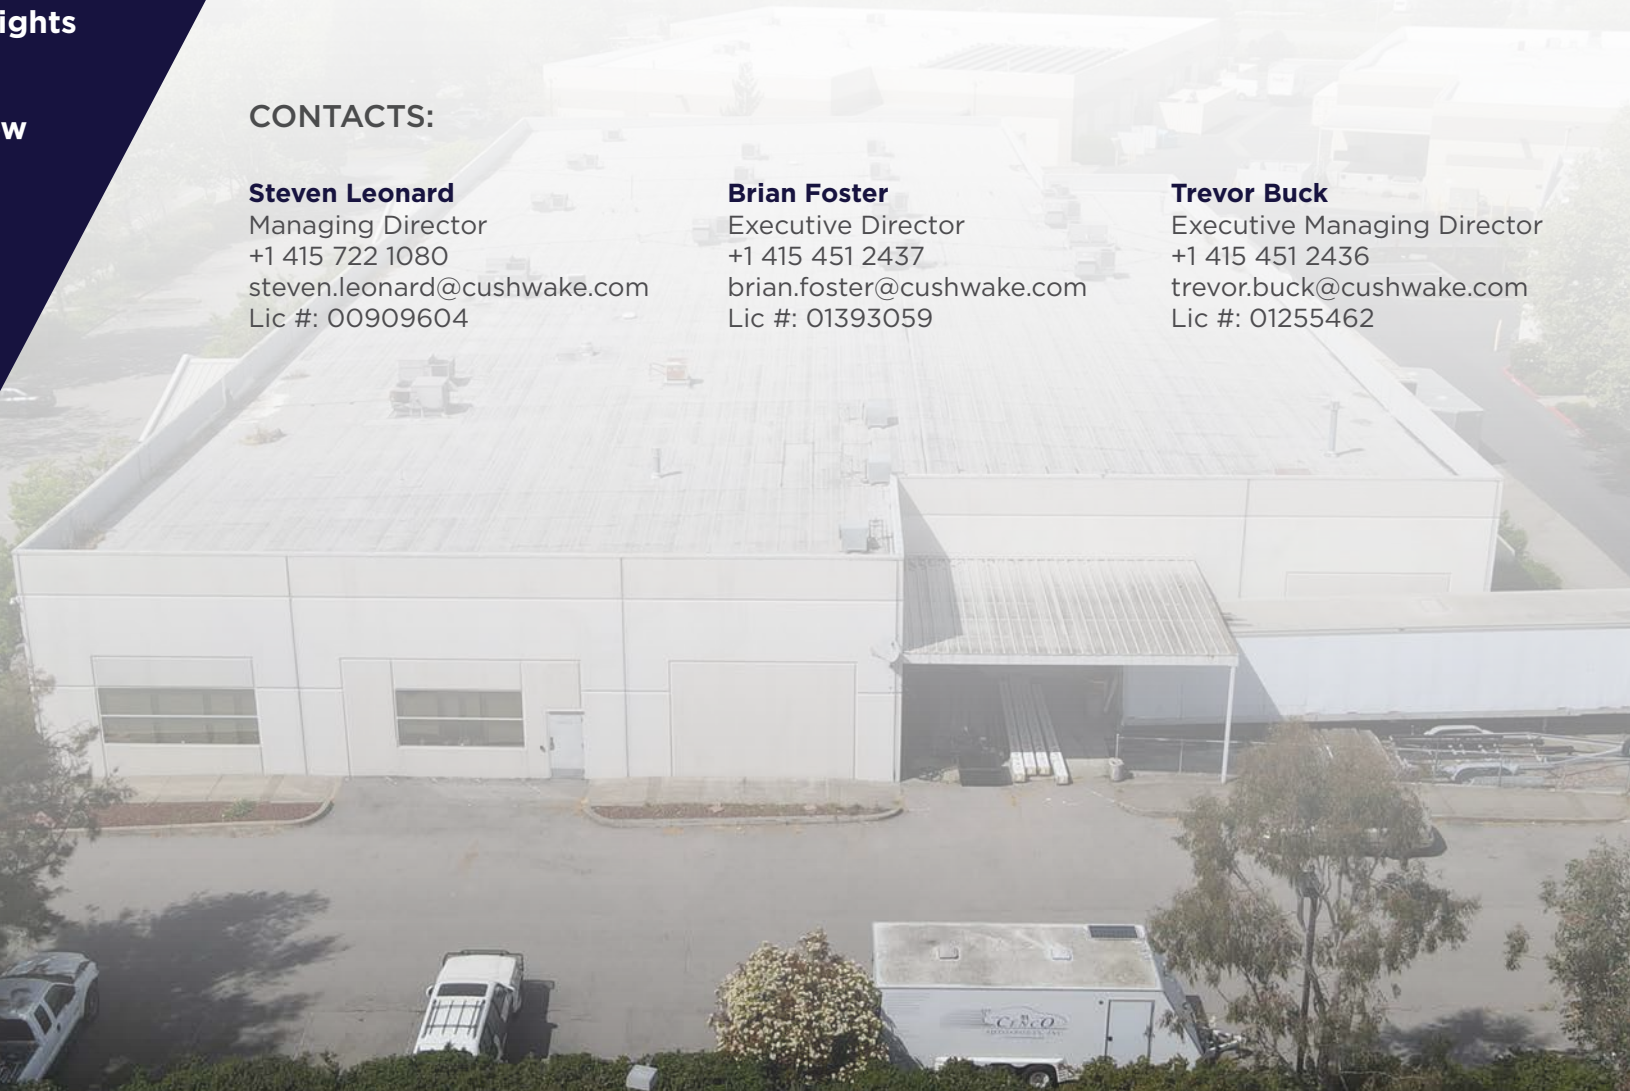 ights
w
CONTACTS:
Steven Leonard
Managing Director
+1 415 722 1080
steven.leonard@cushwake.com
Lic #: 00909604
Brian Foster
Executive Director
+1 415 451 2437
brian.foster@cushwake.com
Lic #: 01393059
Trevor Buck
Executive Managing Director
+1 415 451 2436
trevor.buck@cushwake.com
Lic #: 01255462
CENCO